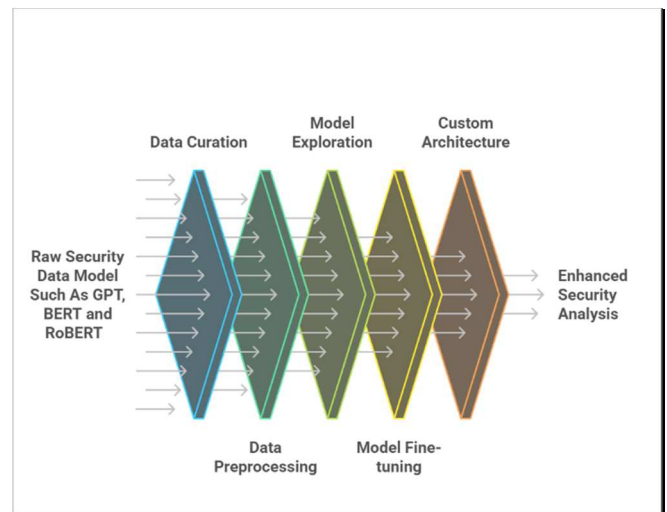 Data Curation
Model
Exploration
Custom
Architecture
Raw Security
Data Model
Such As GPT,
BERT and
RoBERT
Enhanced
Security
Analysis
Data
Preprocessing
Model Fine-
tuning